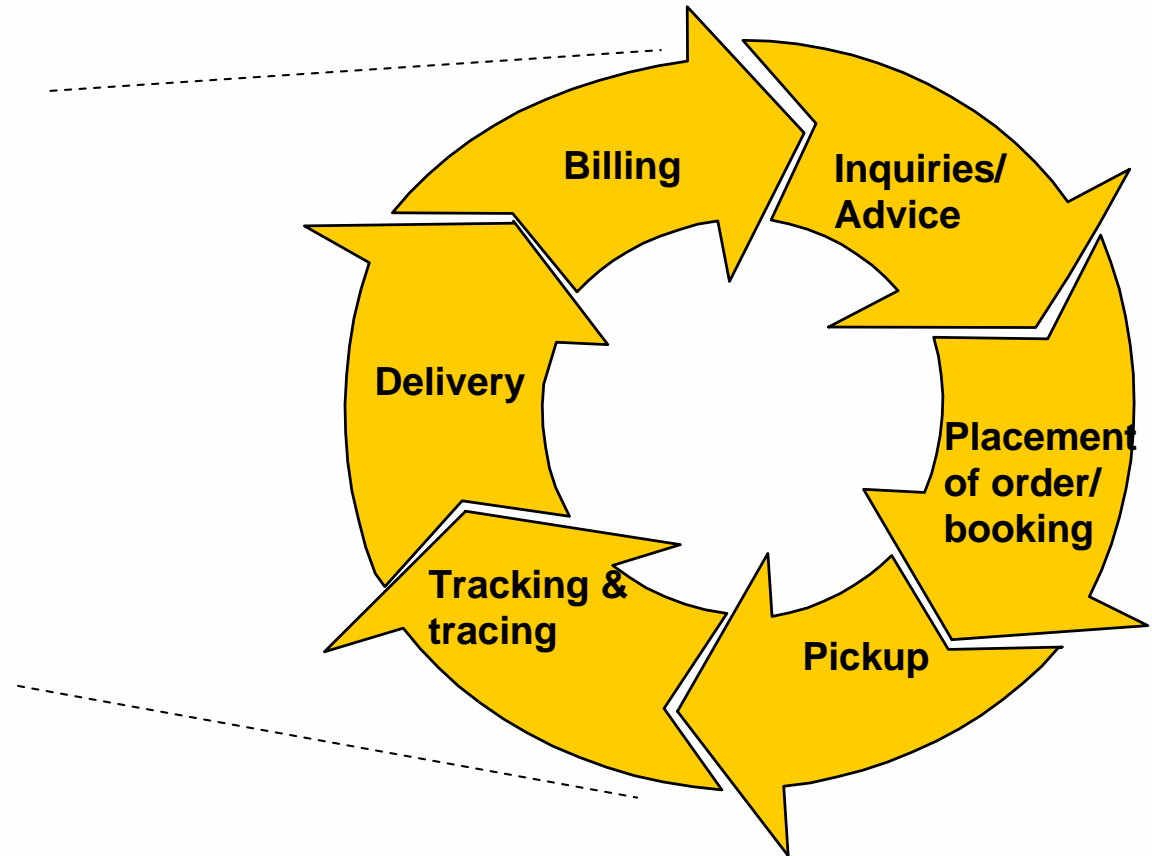 Billing
Inquiries/
Advice
Delivery
Placement
of order/
booking
Tracking &
tracing
Pickup